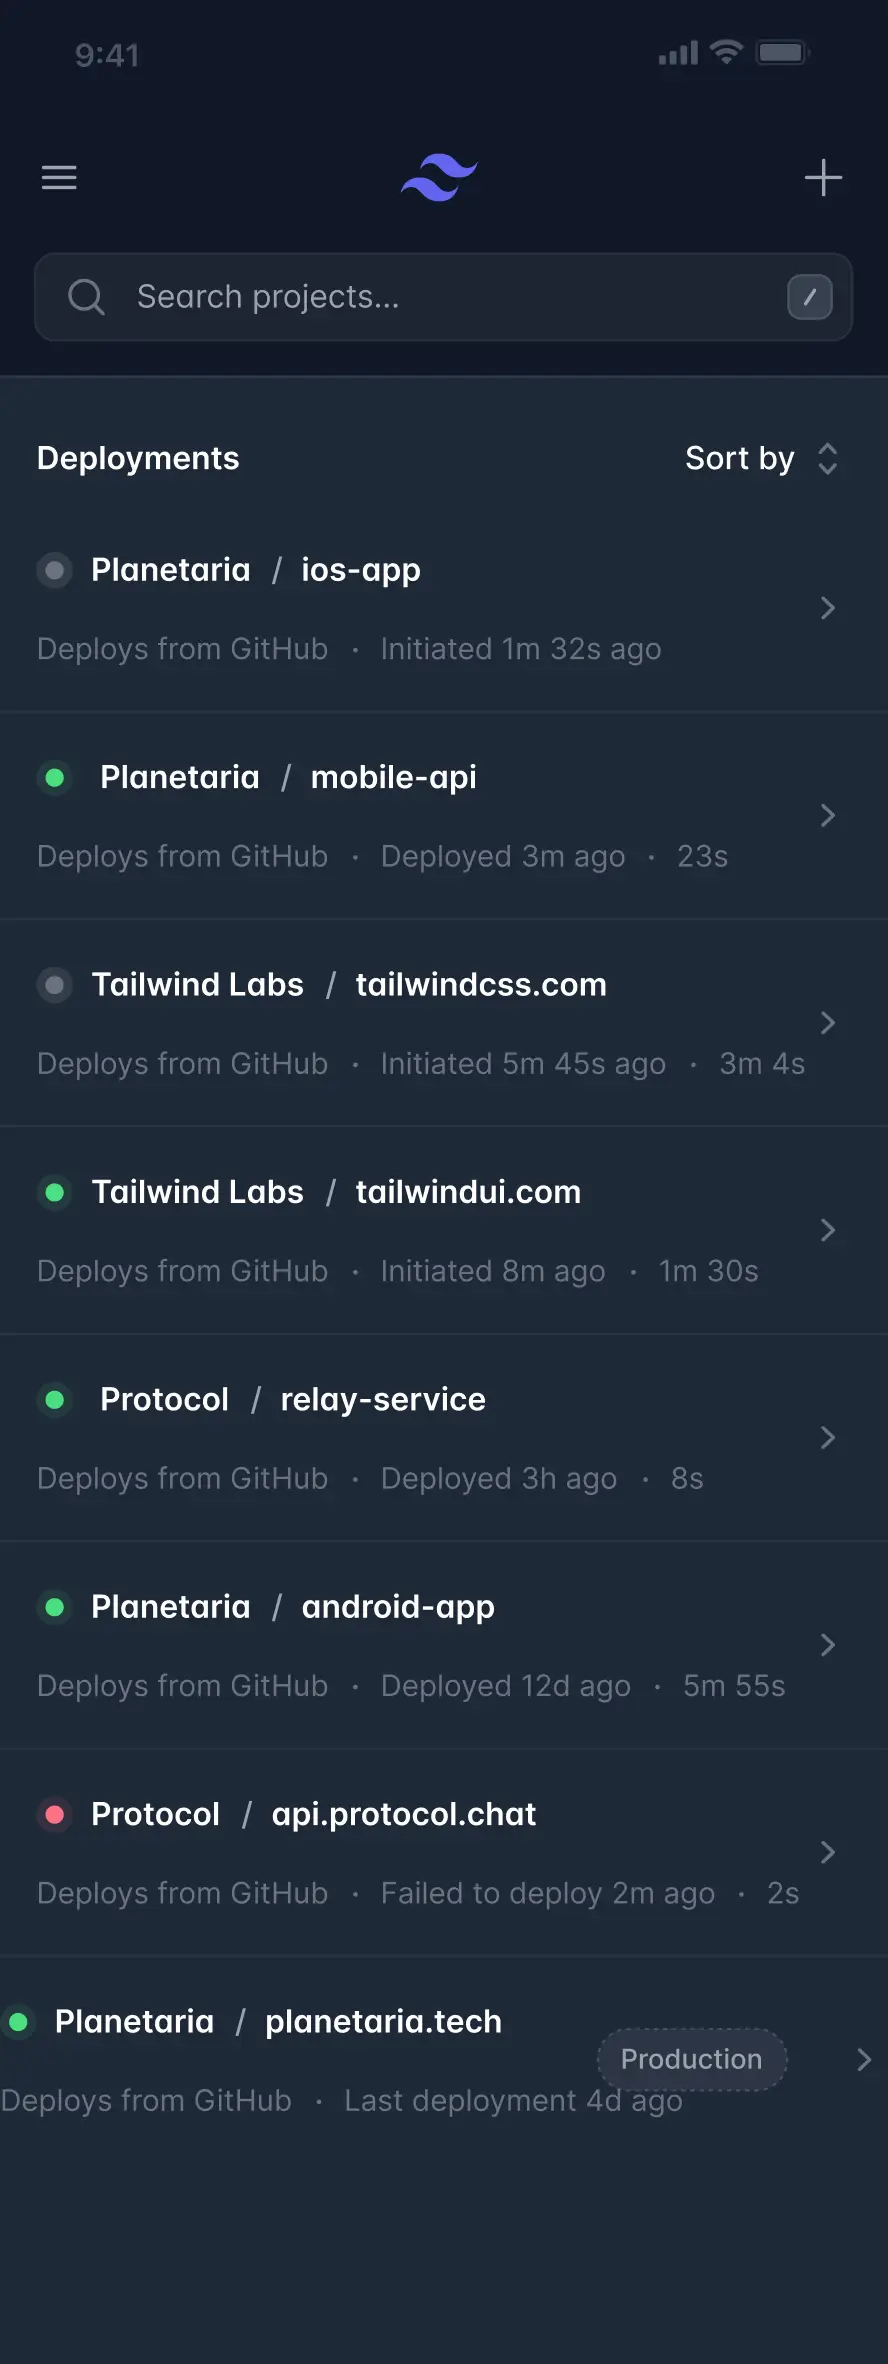 9:41
Search projects...
/
Deployments Sort by
Planetaria / ios-app
Deploys from GitHub · Initiated 1m 32s ago
Planetaria / mobile-api
Deploys from GitHub · Deployed 3m ago · 23s
Tailwind Labs / tailwindcss.com
Deploys from GitHub · Initiated 5m 45s ago · 3m 4s
Tailwind Labs / tailwindui.com
Deploys from GitHub · Initiated 8m ago · 1m 30s
Protocol / relay-service
Deploys from GitHub · Deployed 3h ago · 8s
Planetaria / android-app
Deploys from GitHub · Deployed 12d ago · 5m 55s
Protocol / api.protocol.chat
Deploys from GitHub · Failed to deploy 2m ago · 2s
Planetaria / planetaria.tech
Production
Deploys from GitHub · Last deployment 4d ago